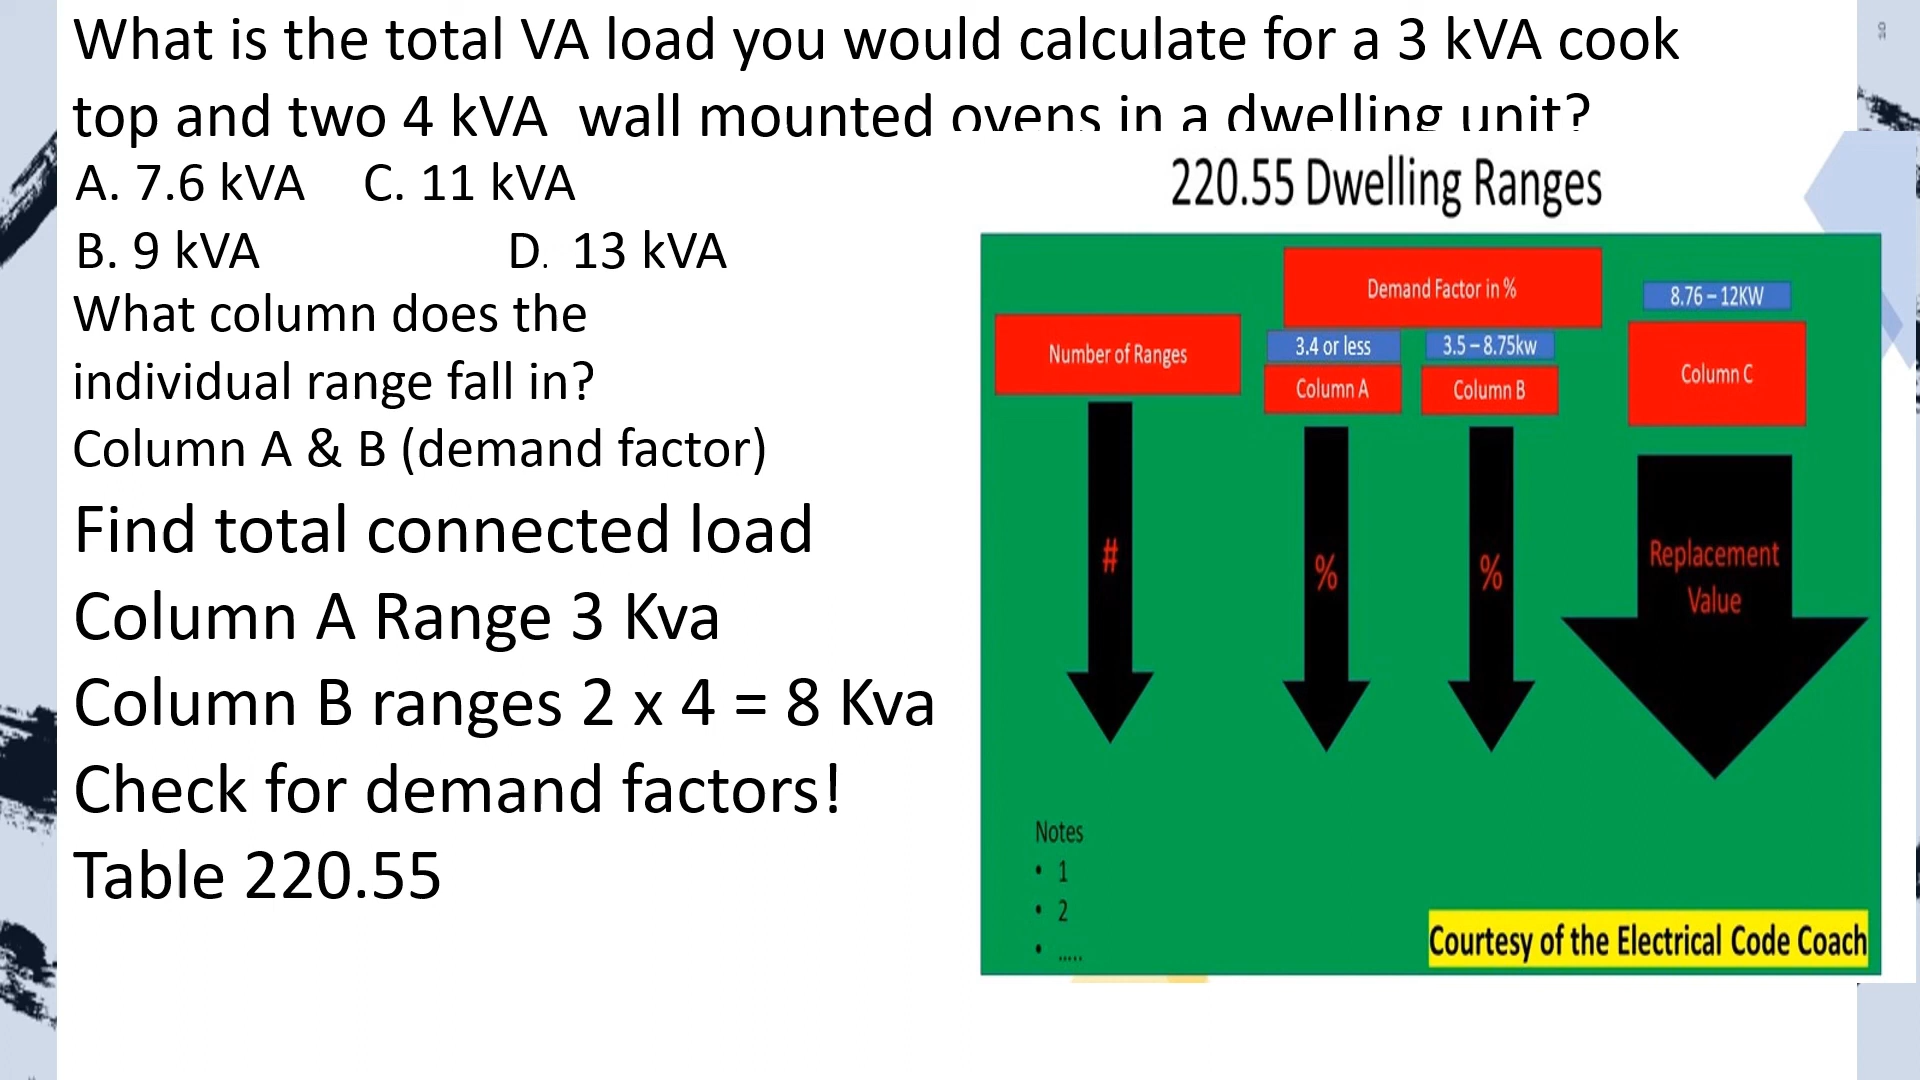 What is the total VA load you would calculate for a 3 kVA cook
top and two 4 kVA wall mounted ovens in a dwelling unit?
A. 7.6 kVA C. 11 kVA
B. 9 kVA D. 13 kVA
What column does the
individual range fall in?
Column A & B (demand factor)
Find total connected load
Column A Range 3 Kva
Column B ranges 2 x 4 = 8 Kva
Check for demand factors!
Table 220.55
220.55 Dwelling Ranges
Demand Factor in %
8.76 – 12KW
Number of Ranges
3.4 or less
3.5 – 8.75kw
Column A
Column B
Column C
#
%
%
Replacement
Value
Notes
• 1
• 2
• .....
Courtesy of the Electrical Code Coach